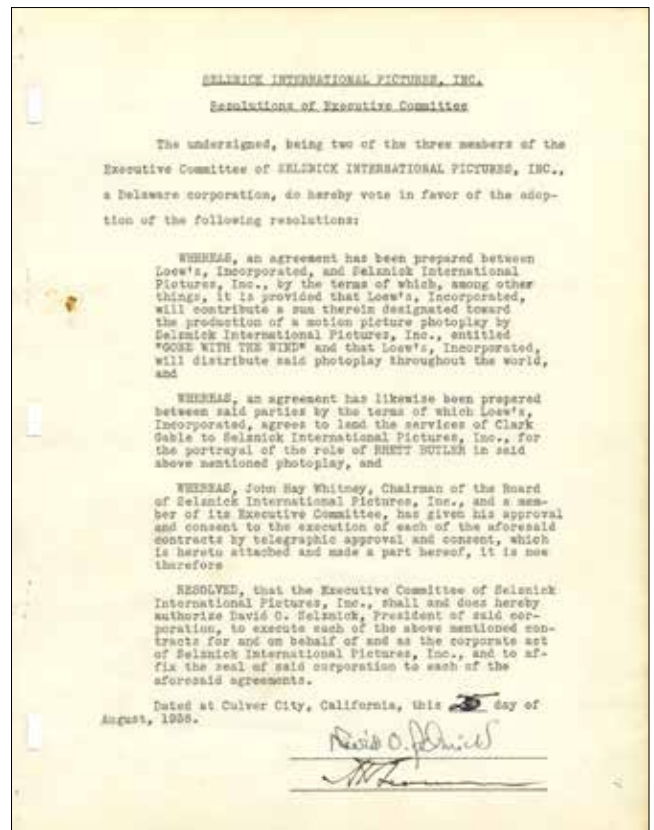 SELZNICK INTERNATIONAL PICTURES, INC.
Resolutions of Executive Committee
The undersigned, being two of the three members of the
Executive Committee of SELZNICK INTERNATIONAL PICTURES, INC.,
a Delaware corporation, do hereby vote in favor of the adop-
tion of the following resolutions:
WHEREAS, an agreement has been prepared between
Loew's, Incorporated, and Selznick International
Pictures, Inc., by the terms of which, among other
things, it is provided that Loew's, Incorporated,
will contribute a sum therein designated toward
the production of a motion picture photoplay by
Selznick International Pictures, Inc., entitled
"GONE WITH THE WIND" and that Loew's, Incorporated,
will distribute said photoplay throughout the world,
and
WHEREAS, an agreement has likewise been prepared
between said parties by the terms of which Loew's,
Incorporated, agrees to lend the services of Clark
Gable to Selznick International Pictures, Inc., for
the portrayal of the role of RHETT BUTLER in said
above mentioned photoplay, and
WHEREAS, John Hay Whitney, Chairman of the Board
of Selznick International Pictures, Inc., and a mem-
ber of its Executive Committee, has given his approval
and consent to the execution of each of the aforesaid
contracts by telegraphic approval and consent, which
is hereto attached and made a part hereof, it is now
therefore
RESOLVED, that the Executive Committee of Selznick
International Pictures, Inc., shall and does hereby
authorize David O. Selznick, President of said cor-
poration, to execute each of the above mentioned con-
tracts for and on behalf of and as the corporate act
of Selznick International Pictures, Inc., and to af-
fix the seal of said corporation to each of the
aforesaid agreements.
Dated at Culver City, California, this 25 day of
August, 1938.
David O. Selznick